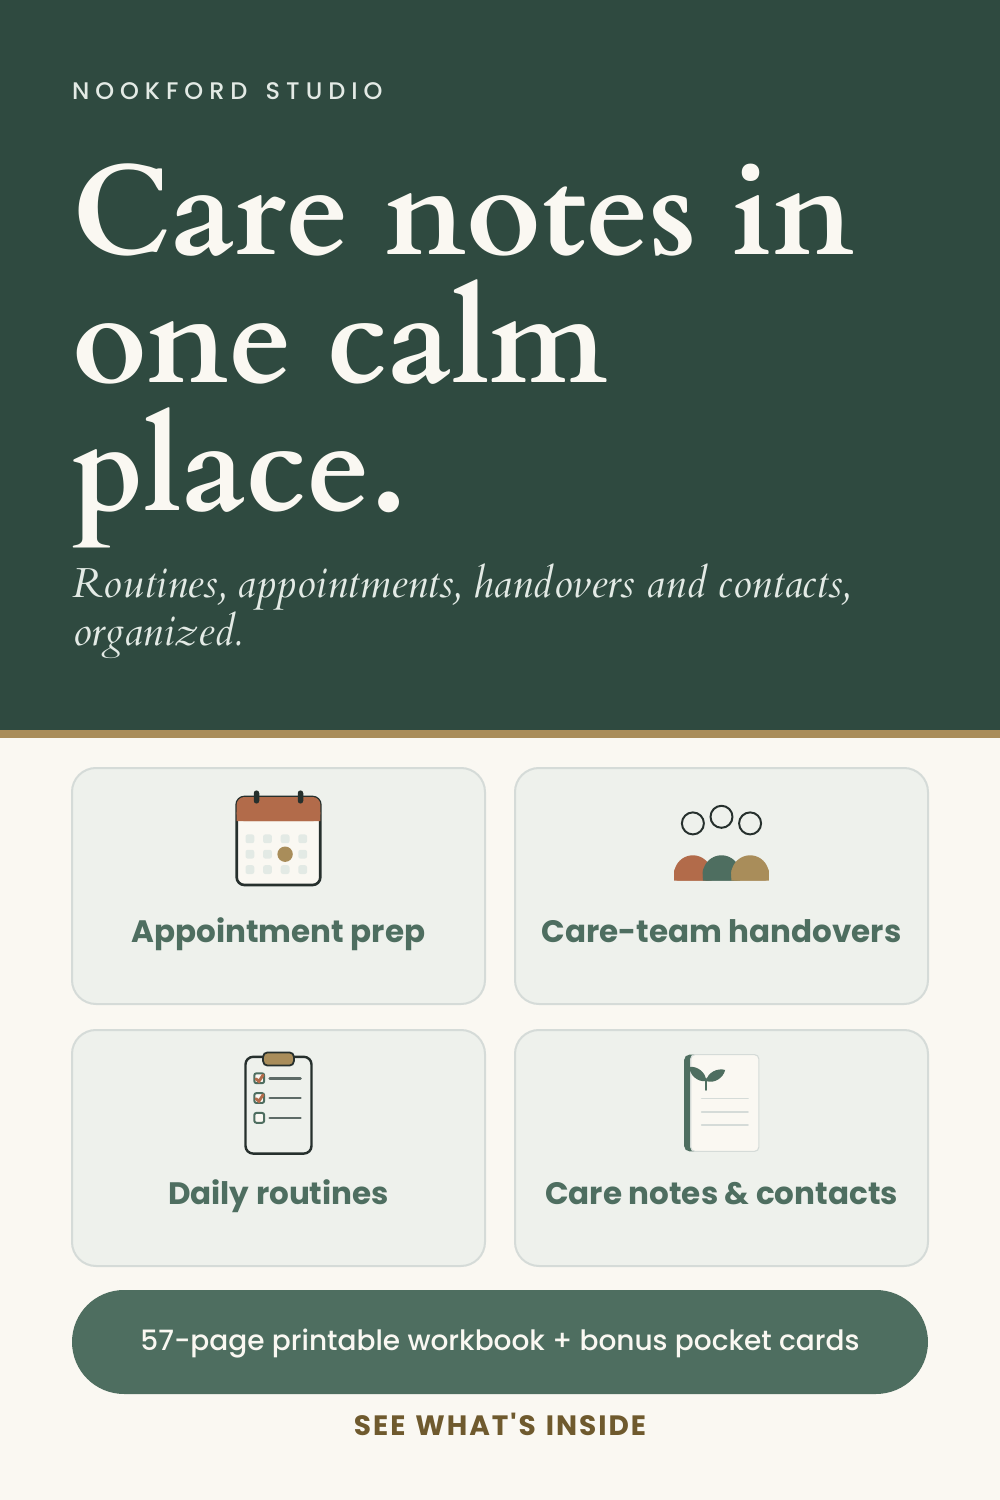 NOOKFORD STUDIO
Care notes in
one calm
place.
Routines, appointments, handovers and contacts,
organized.
Appointment prep
Care-team handovers
Daily routines
Care notes & contacts
57-page printable workbook + bonus pocket cards
SEE WHAT'S INSIDE